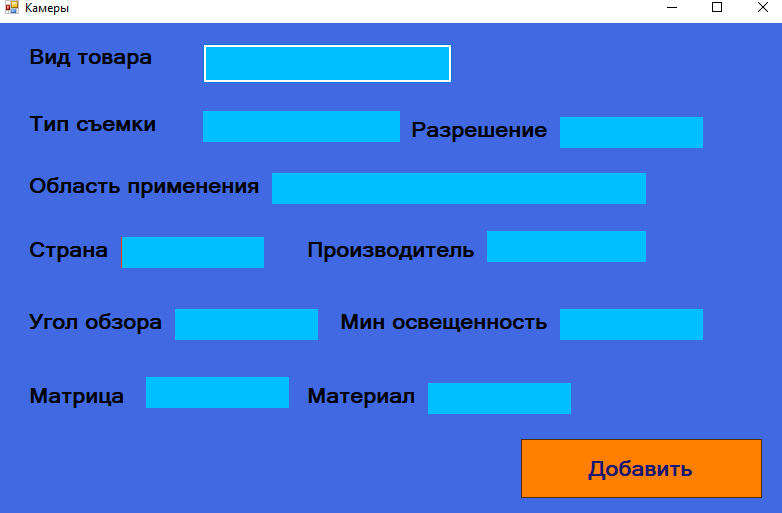 Камеры
Вид товара
Тип съемки Разрешение
Область применения
Страна Производитель
Угол обзора Мин освещенность
Матрица Материал
Добавить